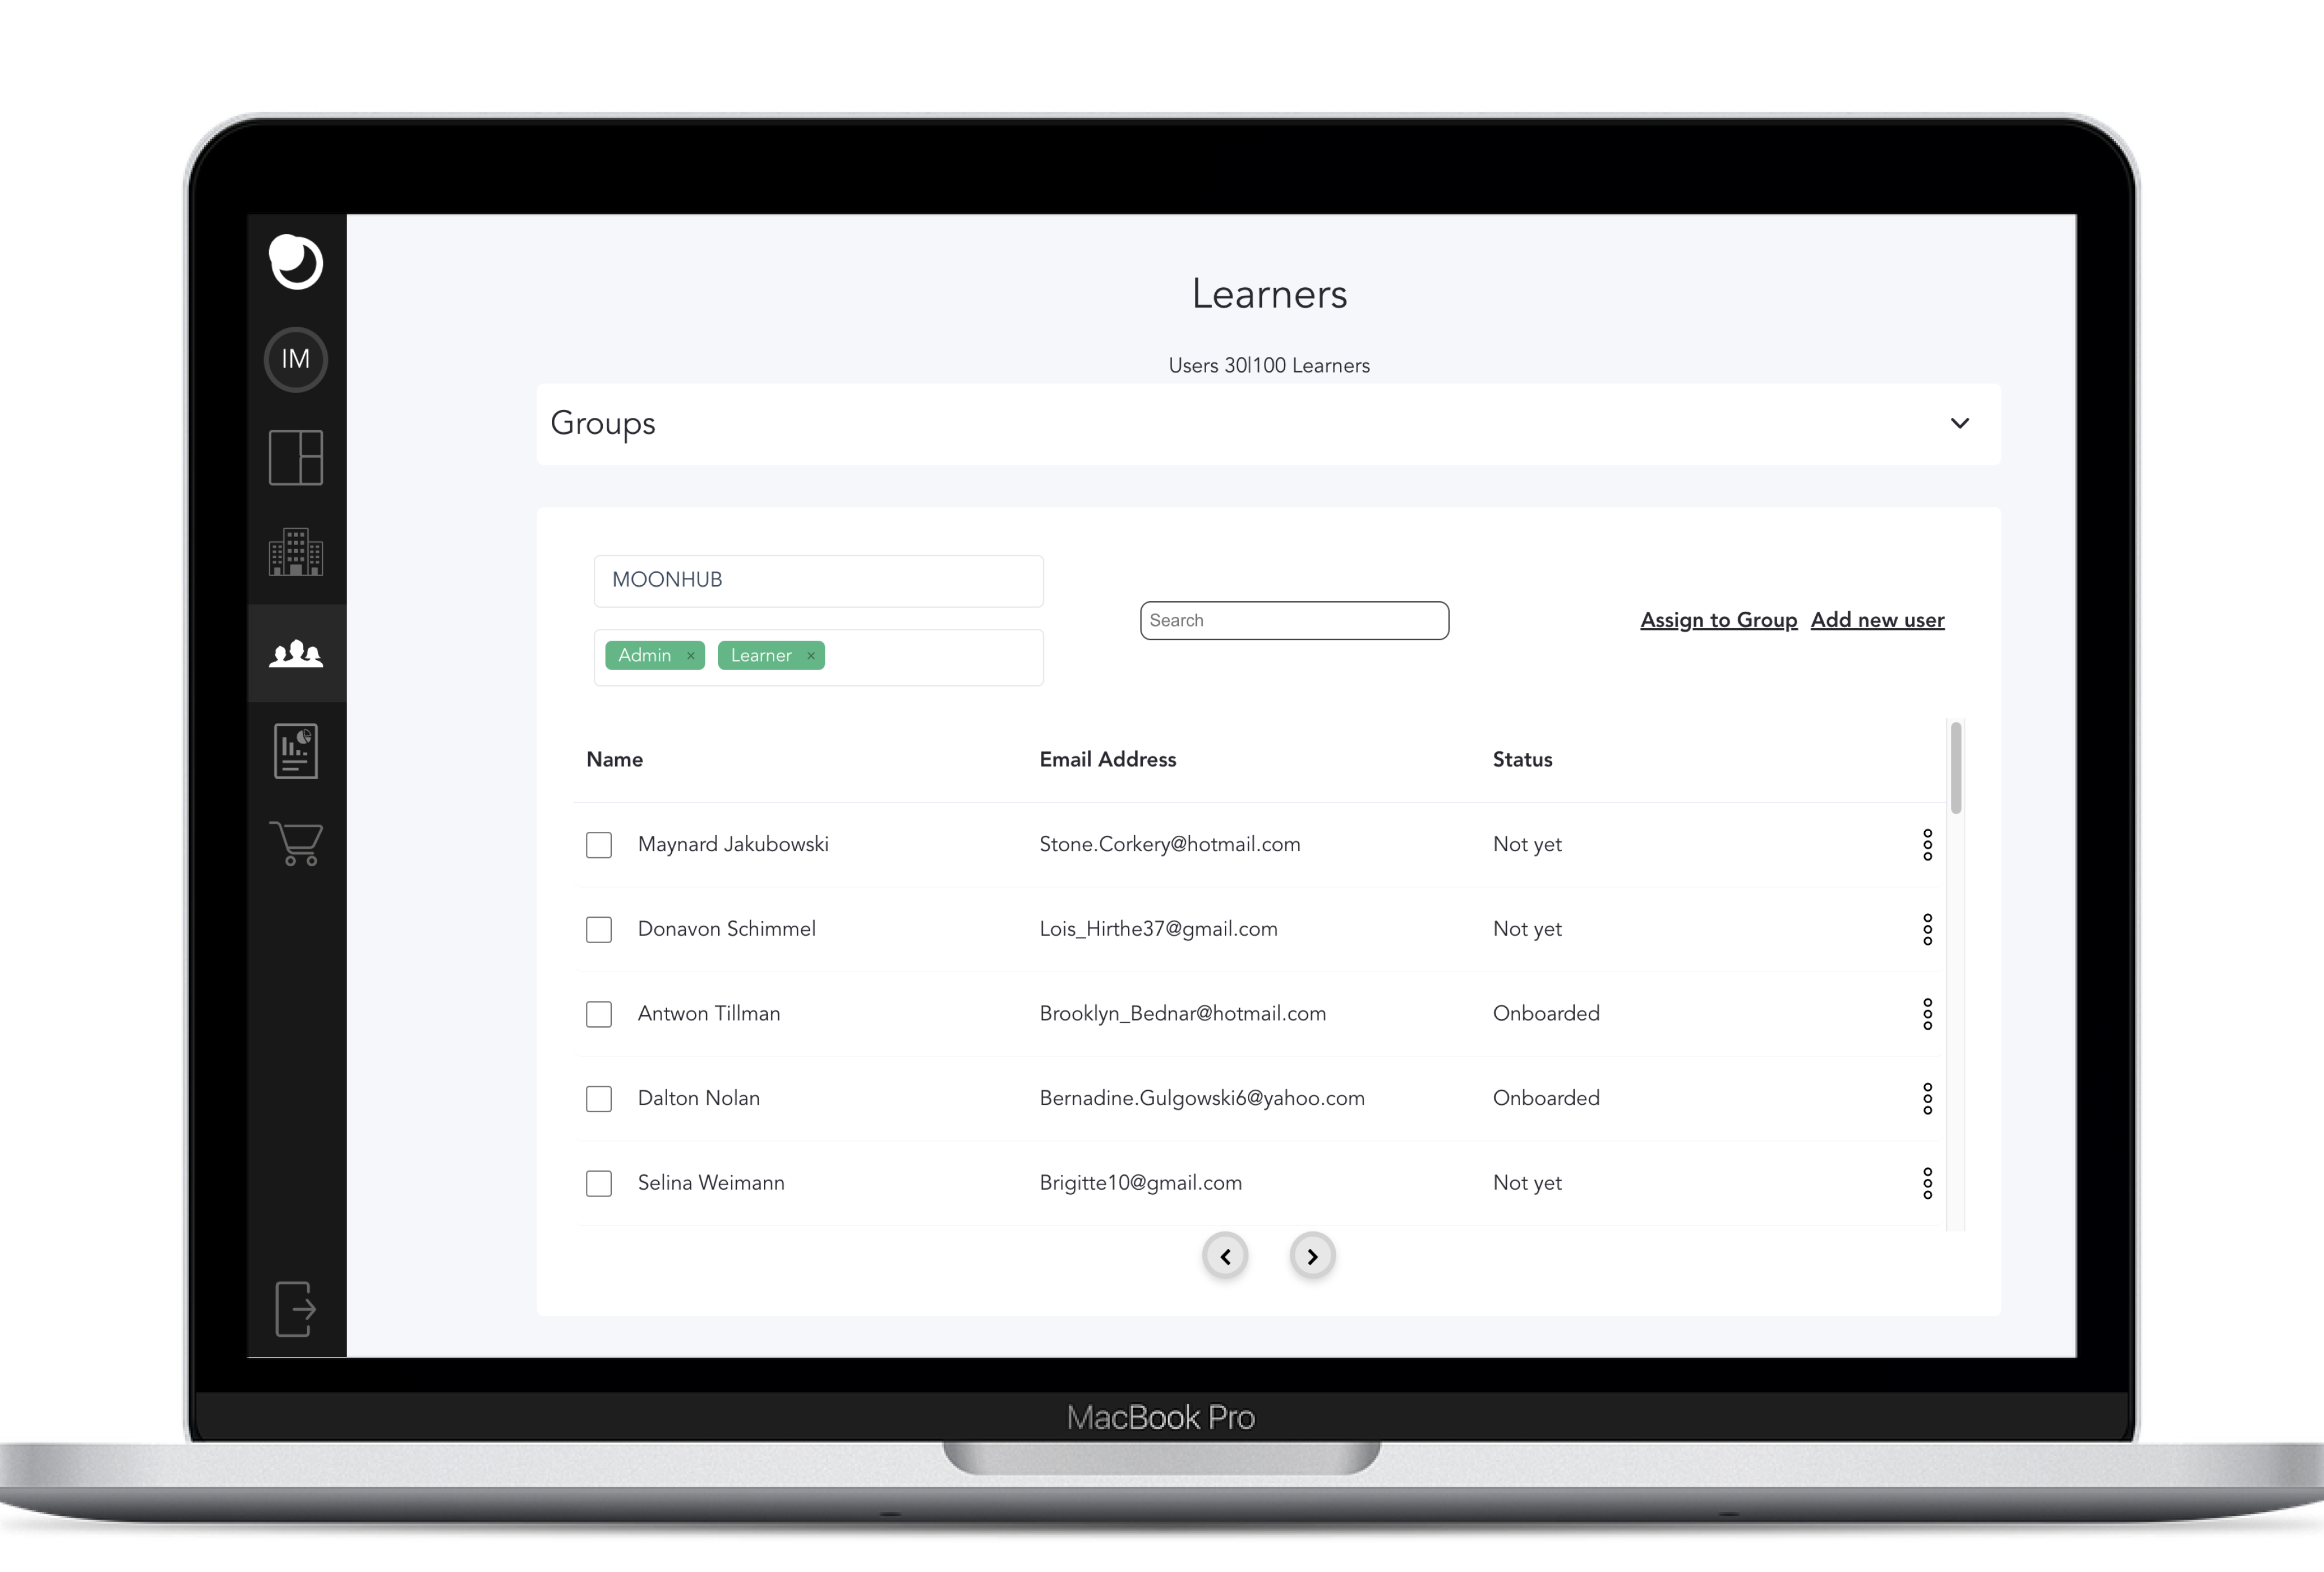 IM
Learners
Users 30|100 Learners
Groups
MOONHUB
Admin × Learner ×
Search
Assign to Group Add new user
Name Email Address Status
Maynard Jakubowski Stone.Corkery@hotmail.com Not yet
Donavon Schimmel Lois_Hirthe37@gmail.com Not yet
Antwon Tillman Brooklyn_Bednar@hotmail.com Onboarded
Dalton Nolan Bernadine.Gulgowski6@yahoo.com Onboarded
Selina Weimann Brigitte10@gmail.com Not yet
MacBook Pro